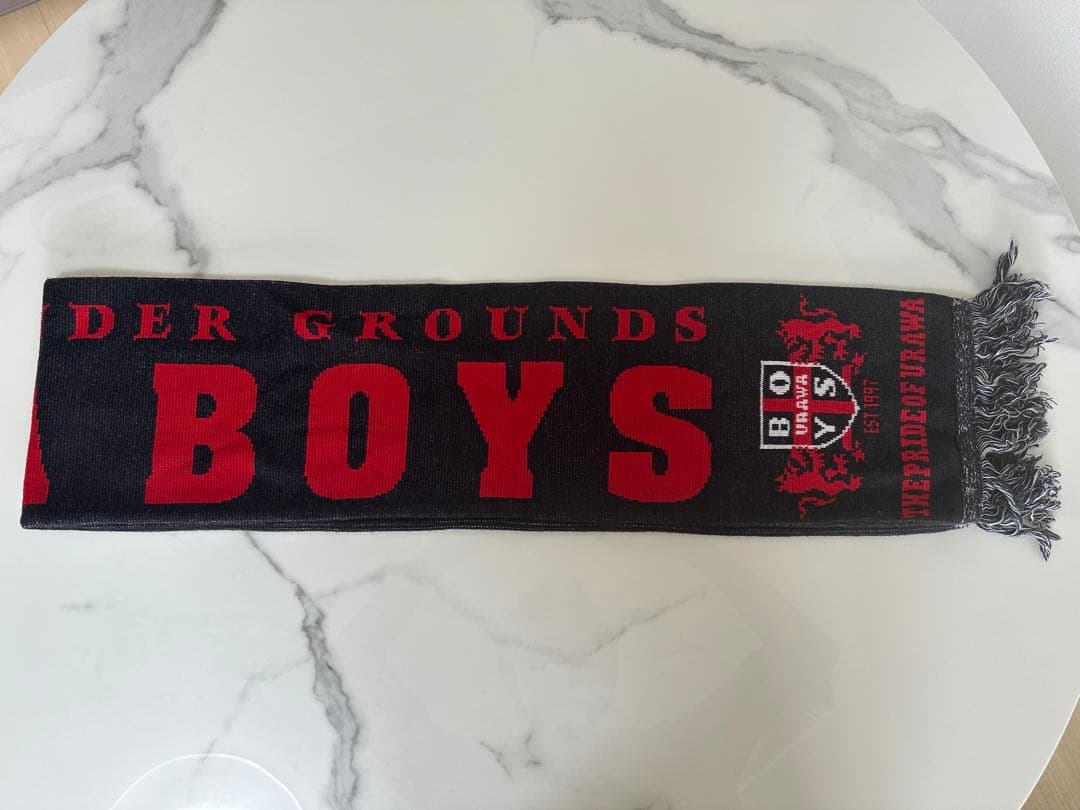 DER GROUNDS
BOYS
BO
URAWA
YS
EST 1997
THE PRIDE OF URAWA